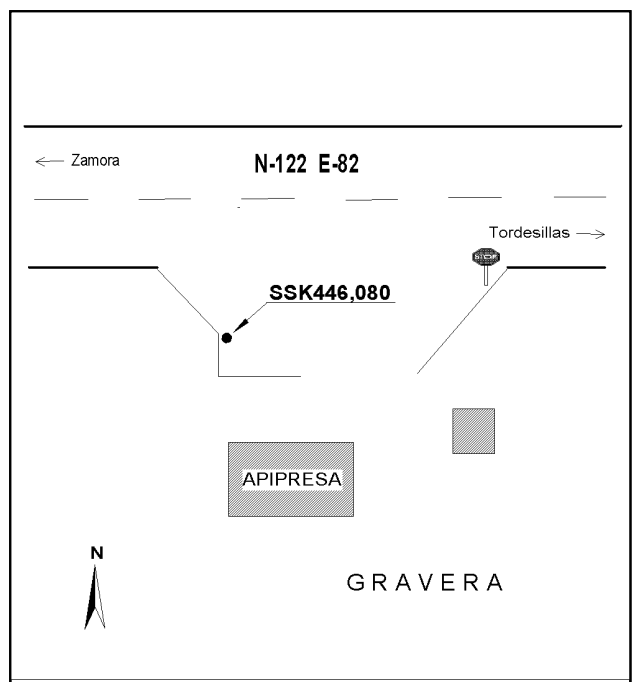 Zamora
N-122 E-82
Tordesillas
STOP
SSK446,080
APIPRESA
N
GRAVERA